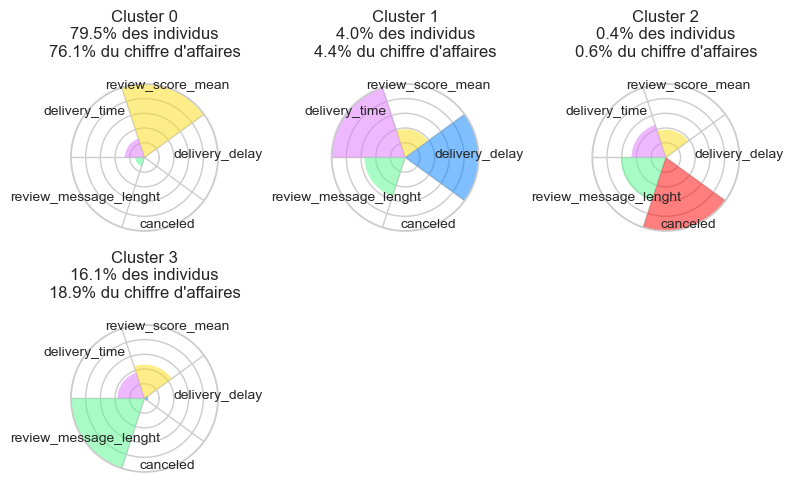 Cluster 0
79.5% des individus
76.1% du chiffre d'affaires
review_score_mean
delivery_time
delivery_delay
review_message_lenght
canceled
Cluster 1
4.0% des individus
4.4% du chiffre d'affaires
review_score_mean
delivery_time
delivery_delay
review_message_lenght
canceled
Cluster 2
0.4% des individus
0.6% du chiffre d'affaires
review_score_mean
delivery_time
delivery_delay
review_message_lenght
canceled
Cluster 3
16.1% des individus
18.9% du chiffre d'affaires
review_score_mean
delivery_time
delivery_delay
review_message_lenght
canceled